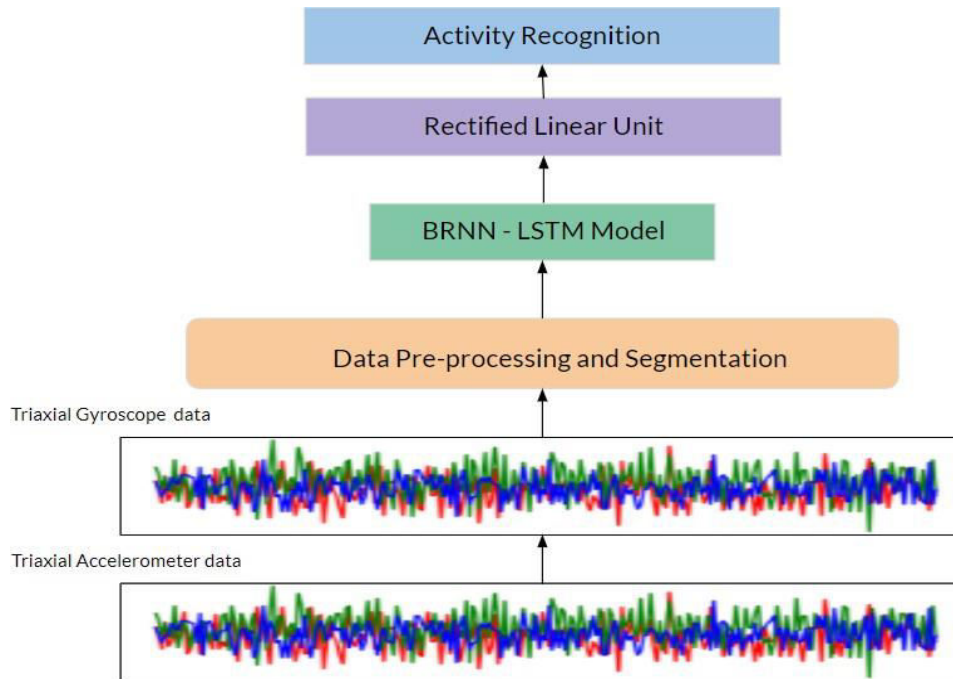 Activity Recognition
Rectified Linear Unit
BRNN - LSTM Model
Data Pre-processing and Segmentation
Triaxial Gyroscope data
Triaxial Accelerometer data